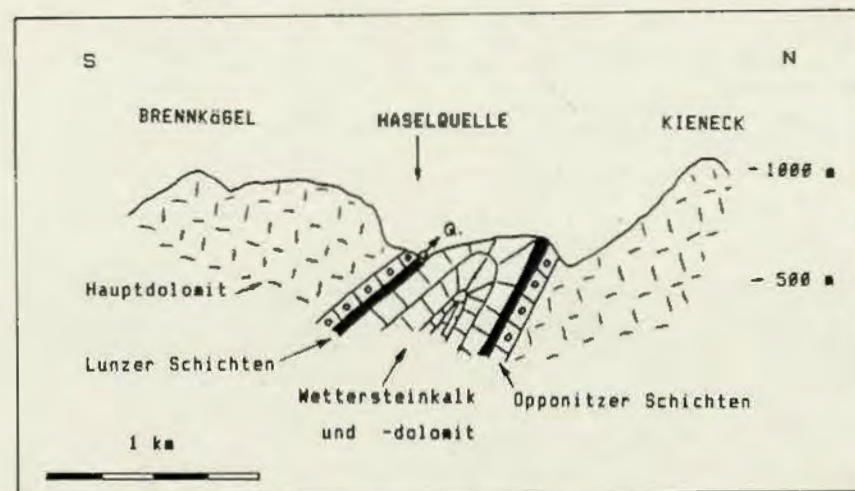 S N
BRENNKöGEL HASELQUELLE KIENECK
- 1000 m
Q.
Hauptdolomit
- 500 m
Lunzer Schichten
Wettersteinkalk
und -dolomit
Opponitzer Schichten
1 km